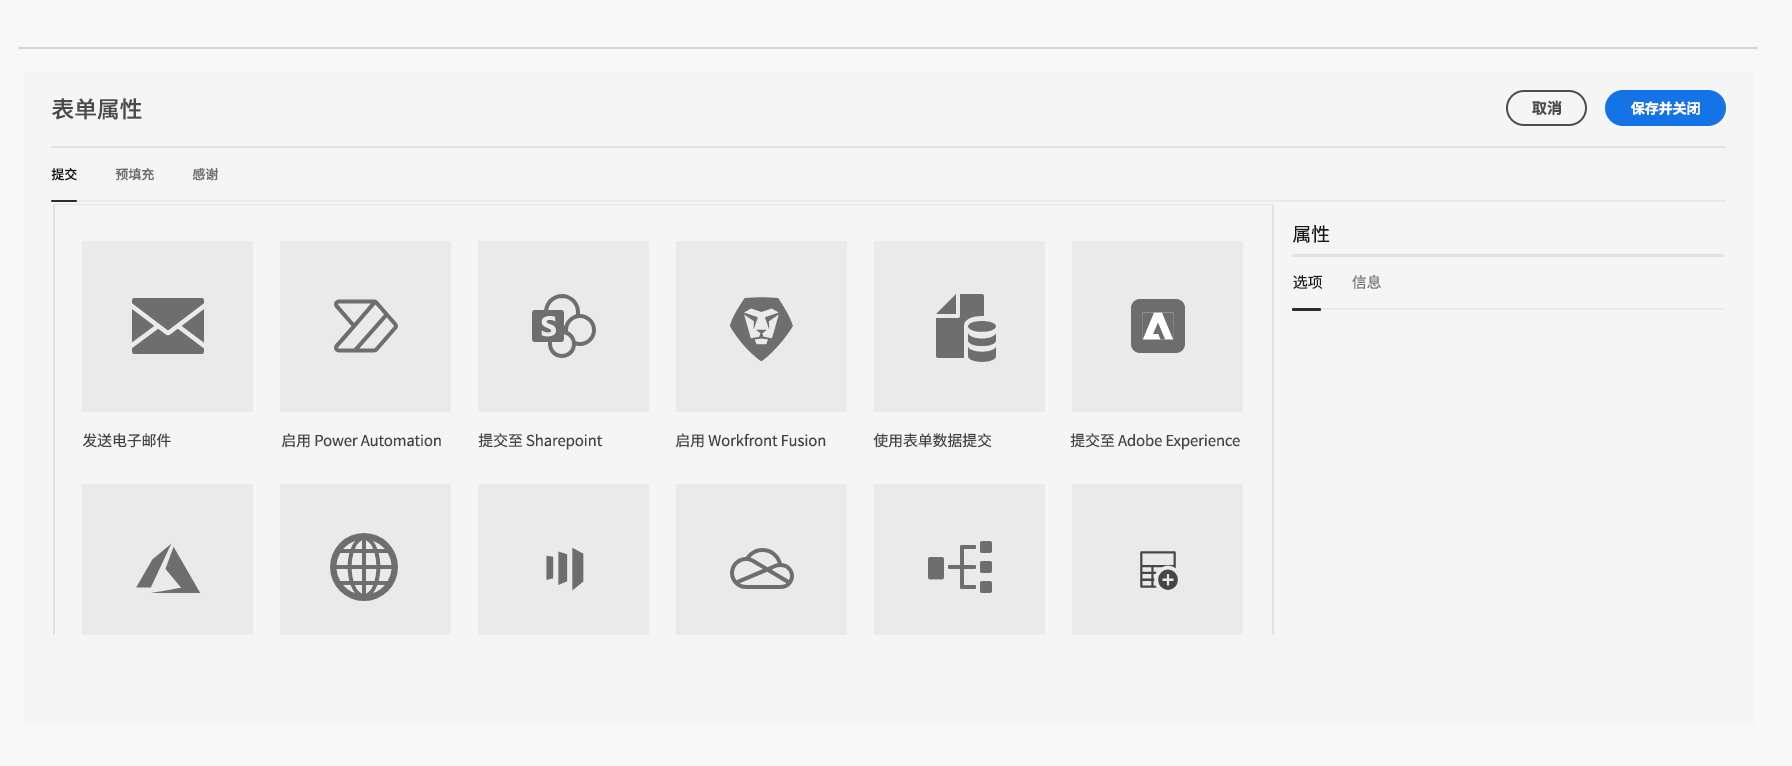 表单属性
取消
保存并关闭
提交
预填充
感谢
属性
选项
信息
S
发送电子邮件
启用 Power Automation
提交至 Sharepoint
启用 Workfront Fusion
使用表单数据提交
提交至 Adobe Experience